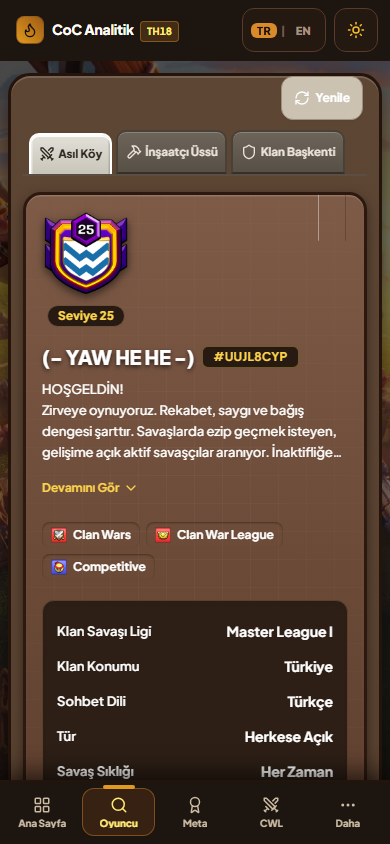 CoC Analitik TH18 TR | EN
Yenile
Asıl Köy İnşaatçı Üssü Klan Başkenti
25
Seviye 25
(- YAW HE HE -) #UUJL8CYP
HOŞGELDİN!
Zirveye oynuyoruz. Rekabet, saygı ve bağış
dengesi şarttır. Savaşlarda ezip geçmek isteyen,
gelişime açık aktif savaşçılar aranıyor. İnaktifliğe...
Devamını Gör
Clan Wars Clan War League
Competitive
Klan Savaşı Ligi Master League I
Klan Konumu Türkiye
Sohbet Dili Türkçe
Tür Herkese Açık
Savaş Sıklığı Her Zaman
Ana Sayfa Oyuncu Meta CWL Daha